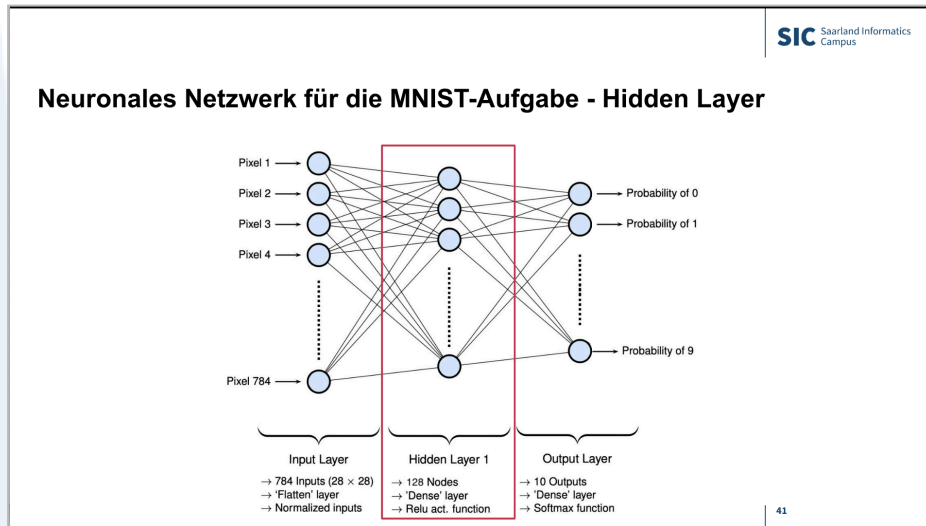 SIC Saarland Informatics
Campus
Neuronales Netzwerk für die MNIST-Aufgabe - Hidden Layer
Pixel 1
Pixel 2
Pixel 3
Pixel 4
Pixel 784
Probability of 0
Probability of 1
Probability of 9
Input Layer
→ 784 Inputs (28 × 28)
→ 'Flatten' layer
→ Normalized inputs
Hidden Layer 1
→ 128 Nodes
→ 'Dense' layer
→ Relu act. function
Output Layer
→ 10 Outputs
→ 'Dense' layer
→ Softmax function
41